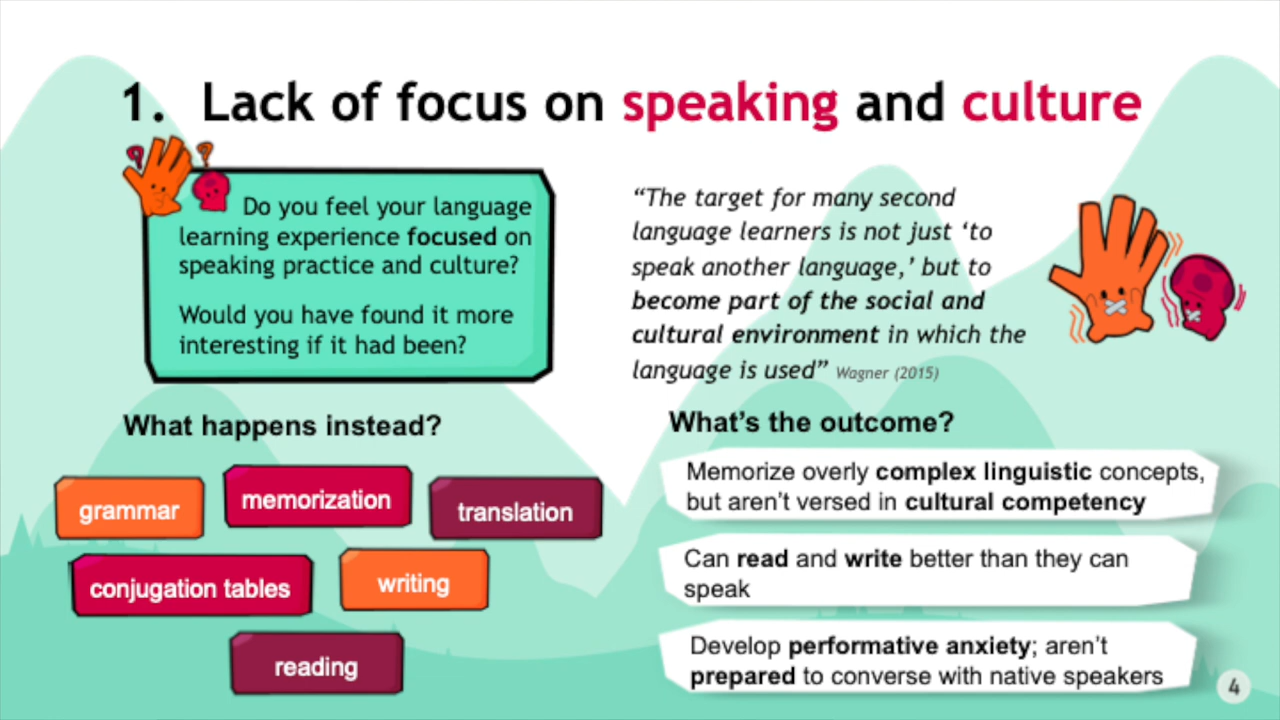 1. Lack of focus on speaking and culture
Do you feel your language
learning experience focused on
speaking practice and culture?
Would you have found it more
interesting if it had been?
“The target for many second
language learners is not just ‘to
speak another language,’ but to
become part of the social and
cultural environment in which the
language is used” Wagner (2015)
What happens instead?
grammar
memorization
translation
conjugation tables
writing
reading
What’s the outcome?
Memorize overly complex linguistic concepts,
but aren’t versed in cultural competency
Can read and write better than they can
speak
Develop performative anxiety; aren’t
prepared to converse with native speakers
4